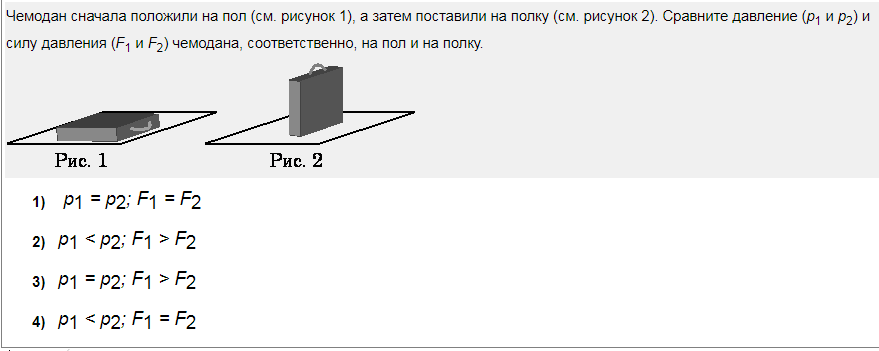 Чемодан сначала положили на пол (см. рисунок 1), а затем поставили на полку (см. рисунок 2). Сравните давление (p1 и p2) и
силу давления (F1 и F2) чемодана, соответственно, на пол и на полку.
Рис. 1 Рис. 2
1) p1 = p2; F1 = F2
2) p1 < p2; F1 > F2
3) p1 = p2; F1 > F2
4) p1 < p2; F1 = F2